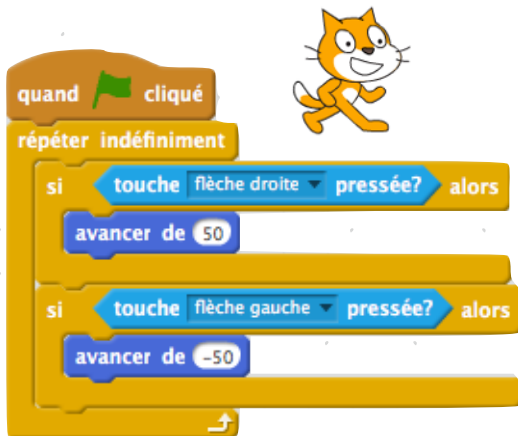 quand cliqué
répéter indéfiniment
si touche flèche droite pressée? alors
avancer de 50
si touche flèche gauche pressée? alors
avancer de -50